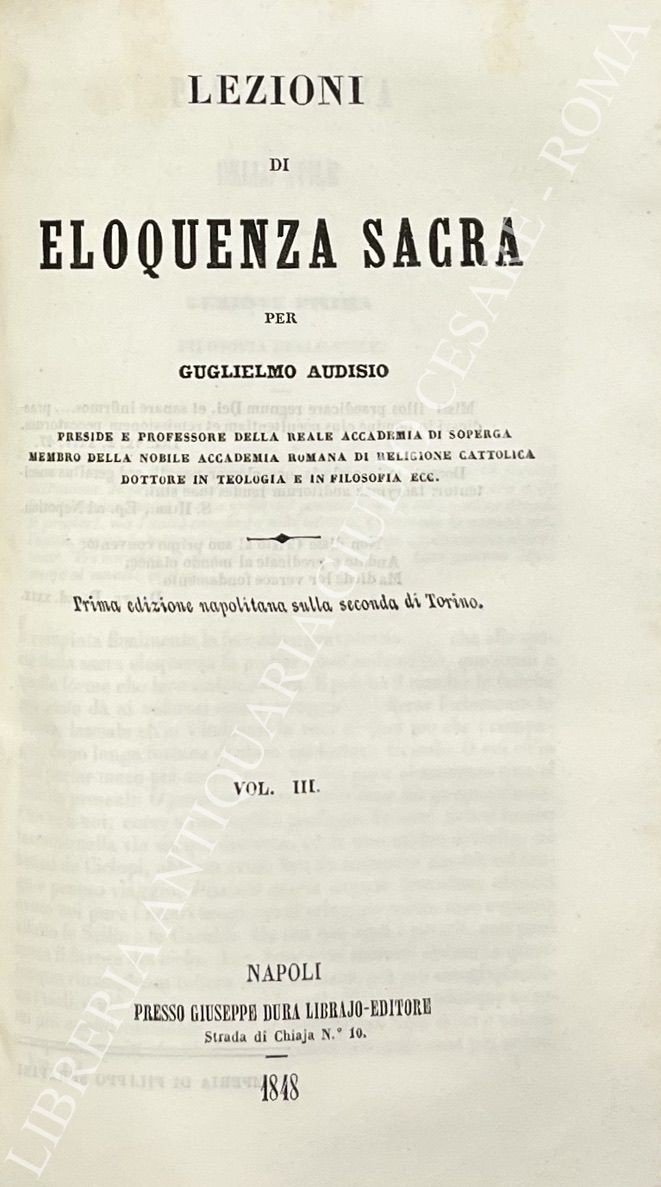 LEZIONI
DI
ELOQUENZA SACRA
PER
GUGLIELMO AUDISIO
PRESIDE E PROFESSORE DELLA REALE ACCADEMIA DI SOPERGA
MEMBRO DELLA NOBILE ACCADEMIA ROMANA DI RELIGIONE CATTOLICA
DOTTORE IN TEOLOGIA E IN FILOSOFIA ECC.
Prima edizione napolitana sulla seconda di Torino.
VOL. III.
NAPOLI
PRESSO GIUSEPPE DURA LIBRAJO-EDITORE
Strada di Chiaja N.° 10.
1848
LIBRERIA ANTIQUARIA GIULIO CESARE - ROMA